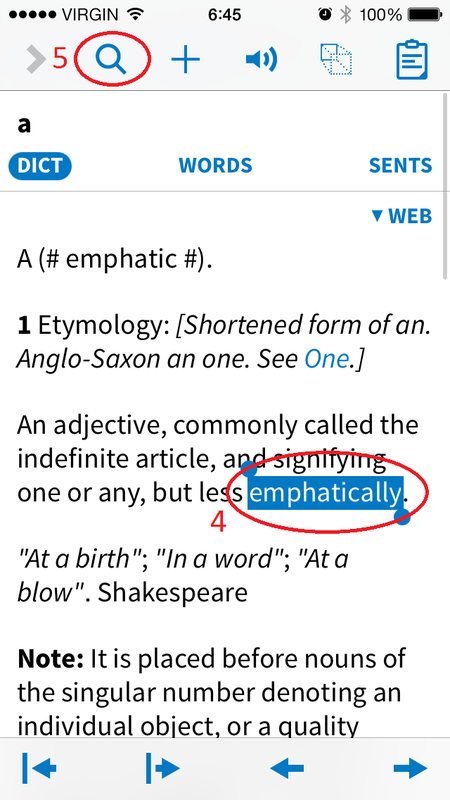 VIRGIN 6:45 100%
5
a
DICT WORDS SENTS
▼ WEB
A (# emphatic #).
1 Etymology: [Shortened form of an.
Anglo-Saxon an one. See One.]
An adjective, commonly called the
indefinite article, and signifying
one or any, but less emphatically.
4
"At a birth"; "In a word"; "At a
blow". Shakespeare
Note: It is placed before nouns of
the singular number denoting an
individual object, or a quality